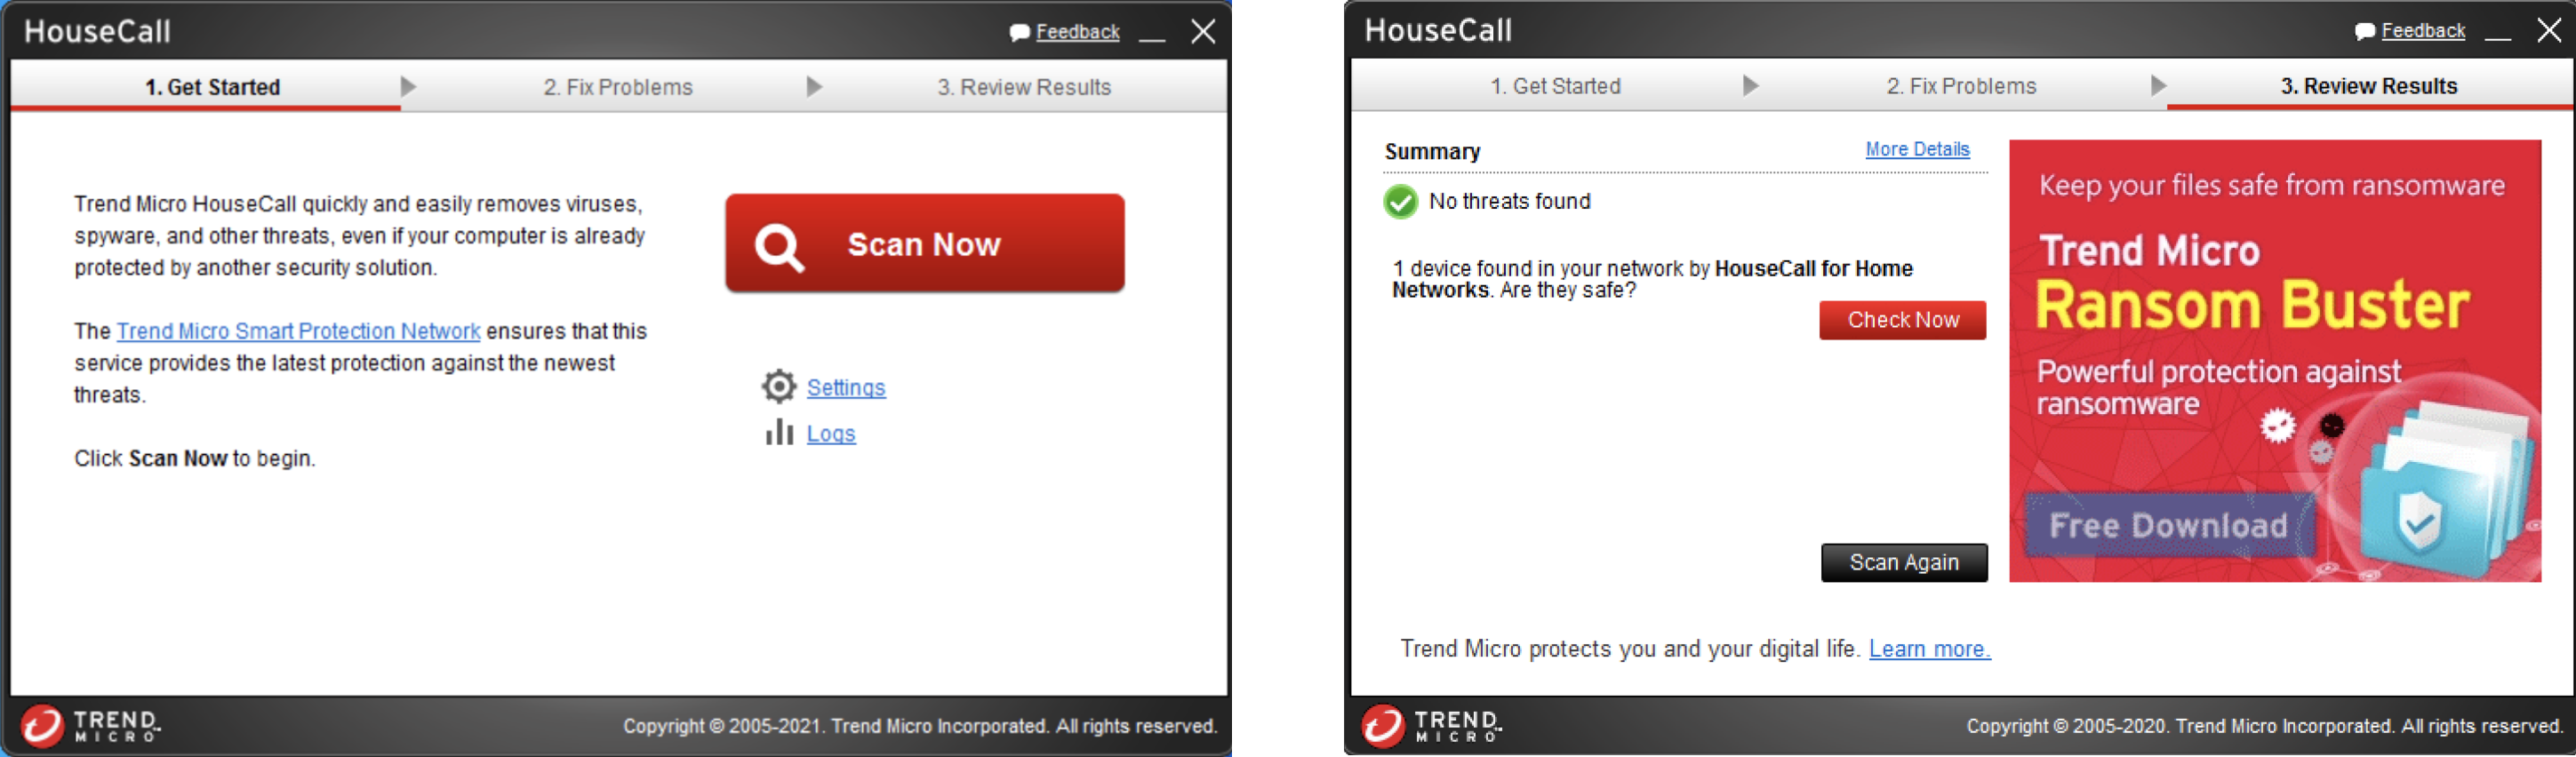 HouseCall
Feedback
1. Get Started
2. Fix Problems
3. Review Results
Trend Micro HouseCall quickly and easily removes viruses,
spyware, and other threats, even if your computer is already
protected by another security solution.
The Trend Micro Smart Protection Network ensures that this
service provides the latest protection against the newest
threats.
Click Scan Now to begin.
Scan Now
Settings
Logs
TREND
MICRO
Copyright © 2005-2021. Trend Micro Incorporated. All rights reserved.
HouseCall
Feedback
1. Get Started
2. Fix Problems
3. Review Results
Summary
More Details
No threats found
1 device found in your network by HouseCall for Home
Networks. Are they safe?
Check Now
Scan Again
Keep your files safe from ransomware
Trend Micro
Ransom Buster
Powerful protection against
ransomware
Free Download
Trend Micro protects you and your digital life. Learn more.
TREND
MICRO
Copyright © 2005-2020. Trend Micro Incorporated. All rights reserved.